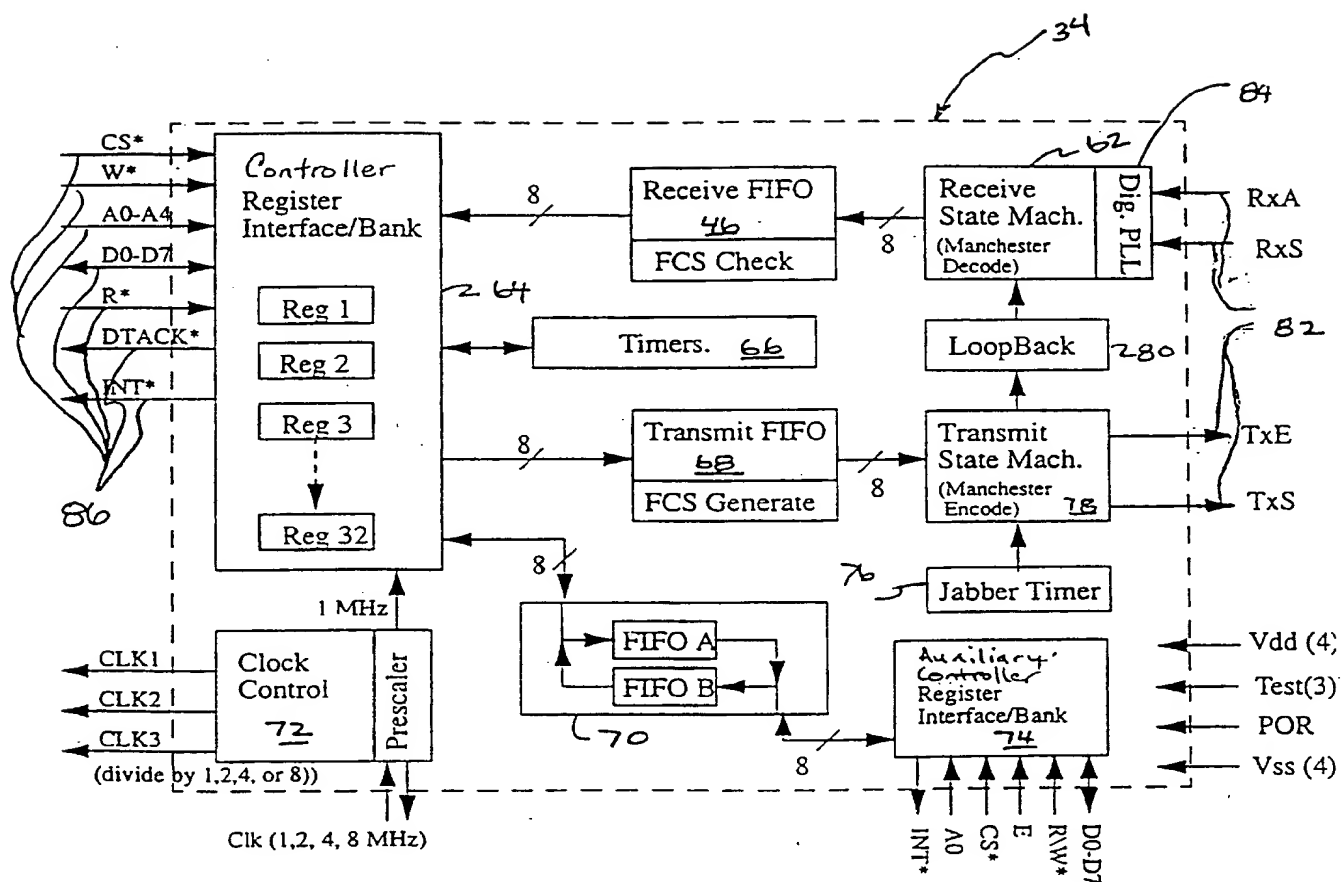 34
84
CS*
W*
A0-A4
D0-D7
R*
DTACK*
INT*
86
Controller
Register
Interface/Bank
Reg 1
Reg 2
Reg 3
Reg 32
64
8
Receive FIFO
46
FCS Check
8
62
Receive
State Mach.
(Manchester
Decode)
Dig. PLL
RxA
RxS
82
Timers. 66
LoopBack
80
8
Transmit FIFO
68
FCS Generate
8
Transmit
State Mach.
(Manchester
Encode) 78
TxE
TxS
76
Jabber Timer
8
FIFO A
FIFO B
70
8
Auxiliary
Controller
Register
Interface/Bank
74
INT*
A0
CS*
E
R\W*
D0-D7
Vdd (4)
Test(3)
POR
Vss (4)
1 MHz
Clock
Control
72
Prescaler
CLK1
CLK2
CLK3
(divide by 1,2,4, or 8))
Clk (1,2, 4, 8 MHz)